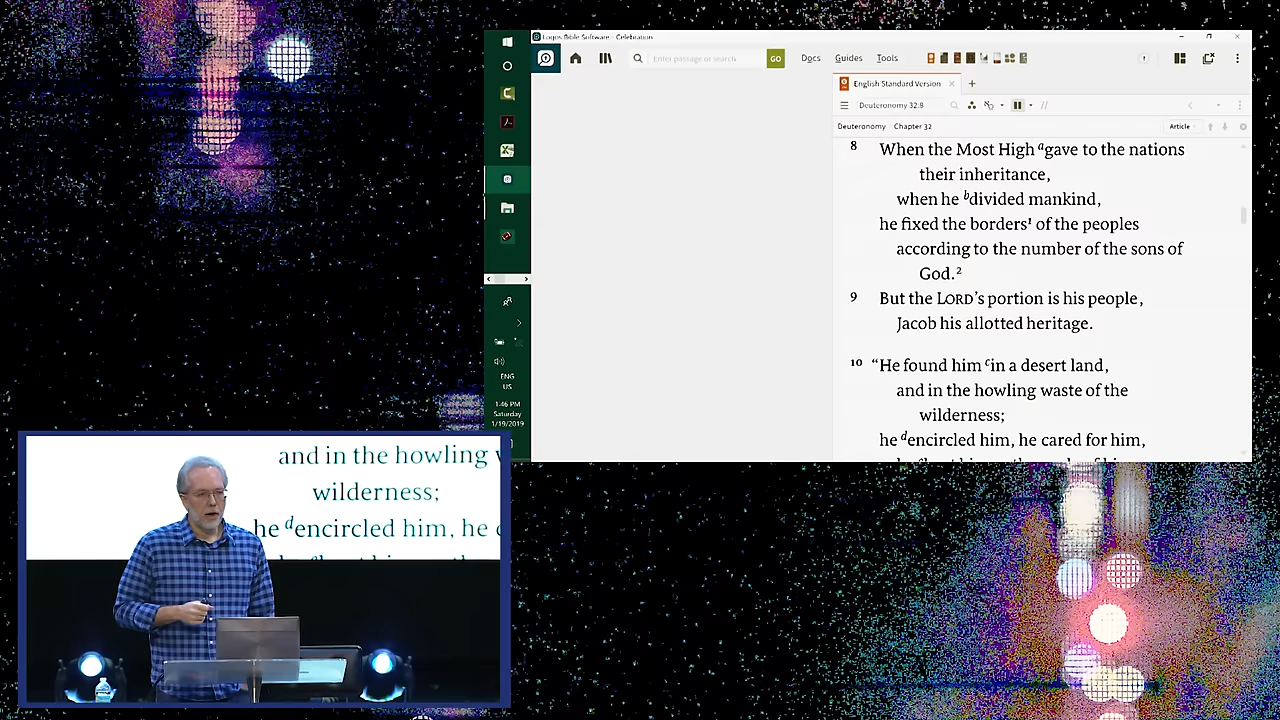 Logos Bible Software - Celebration
Enter passage or search
GO
Docs
Guides
Tools
English Standard Version
Deuteronomy 32:8
Deuteronomy
Chapter 32
Article
8 When the Most High ᵃgave to the nations
their inheritance,
when he ᵇdivided mankind,
he fixed the borders¹ of the peoples
according to the number of the sons of
God.²
9 But the LORD’s portion is his people,
Jacob his allotted heritage.
10 “He found him ᶜin a desert land,
and in the howling waste of the
wilderness;
he ᵈencircled him, he cared for him,
ENG
US
1:46 PM
Saturday
1/19/2019
and in the howling
wilderness;
he ᵈencircled him, he